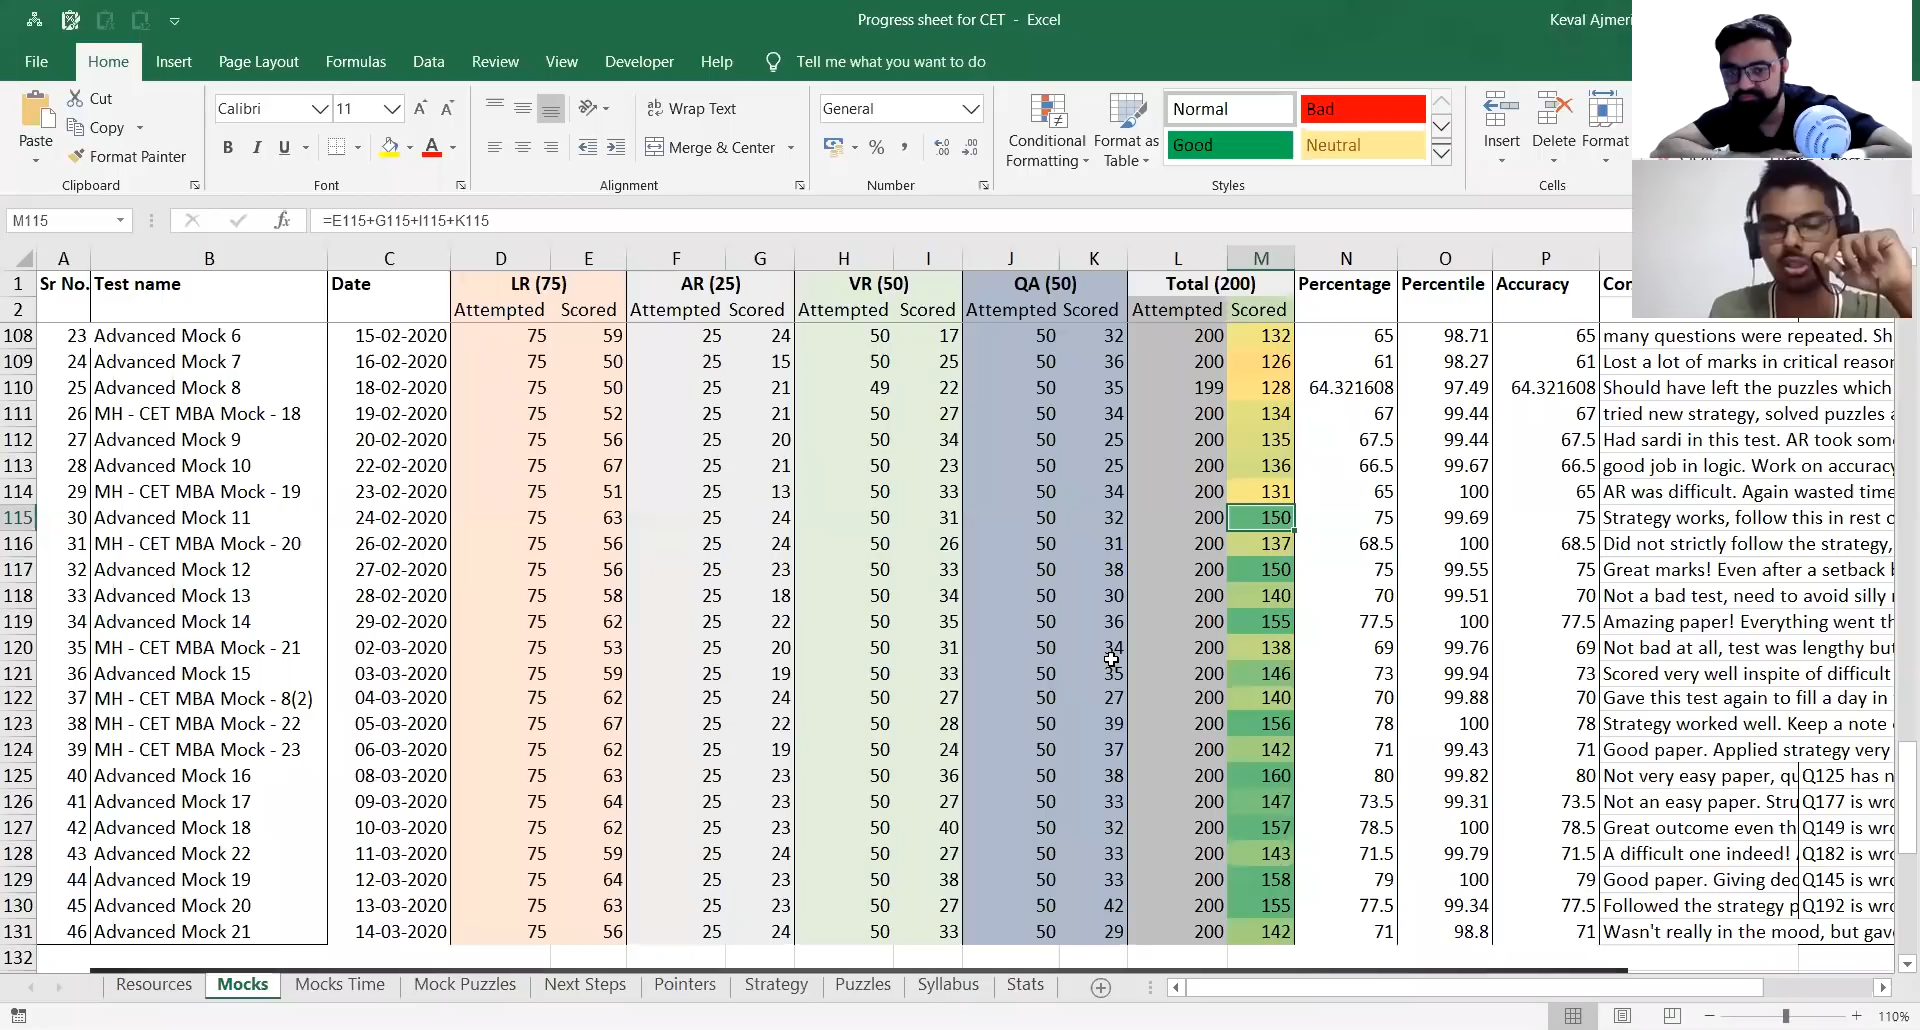 Progress sheet for CET - Excel
Keval Ajmeri
File Home Insert Page Layout Formulas Data Review View Developer Help Tell me what you want to do
Cut
Copy
Format Painter
Paste
Clipboard
Calibri 11
B I U A
Font
ab Wrap Text
Merge & Center
Alignment
General
% ,
Number
Conditional Formatting
Format as Table
Normal Bad
Good Neutral
Styles
Insert Delete Format
Cells
M115 fx =E115+G115+I115+K115
A B C D E F G H I J K L M N O P
1 Sr No. Test name Date LR (75) AR (25) VR (50) QA (50) Total (200) Percentage Percentile Accuracy
2 Attempted Scored Attempted Scored Attempted Scored Attempted Scored Attempted Scored
108 23 Advanced Mock 6 15-02-2020 75 59 25 24 50 17 50 32 200 132 65 98.71 65 many questions were repeated. Sh
109 24 Advanced Mock 7 16-02-2020 75 50 25 15 50 25 50 36 200 126 61 98.27 61 Lost a lot of marks in critical reason
110 25 Advanced Mock 8 18-02-2020 75 50 25 21 49 22 50 35 199 128 64.321608 97.49 64.321608 Should have left the puzzles which
111 26 MH - CET MBA Mock - 18 19-02-2020 75 52 25 21 50 27 50 34 200 134 67 99.44 67 tried new strategy, solved puzzles a
112 27 Advanced Mock 9 20-02-2020 75 56 25 20 50 34 50 25 200 135 67.5 99.44 67.5 Had sardi in this test. AR took som
113 28 Advanced Mock 10 22-02-2020 75 67 25 21 50 23 50 25 200 136 66.5 99.67 66.5 good job in logic. Work on accuracy
114 29 MH - CET MBA Mock - 19 23-02-2020 75 51 25 13 50 33 50 34 200 131 65 100 65 AR was difficult. Again wasted time
115 30 Advanced Mock 11 24-02-2020 75 63 25 24 50 31 50 32 200 150 75 99.69 75 Strategy works, follow this in rest o
116 31 MH - CET MBA Mock - 20 26-02-2020 75 56 25 24 50 26 50 31 200 137 68.5 100 68.5 Did not strictly follow the strategy,
117 32 Advanced Mock 12 27-02-2020 75 56 25 23 50 33 50 38 200 150 75 99.55 75 Great marks! Even after a setback
118 33 Advanced Mock 13 28-02-2020 75 58 25 18 50 34 50 30 200 140 70 99.51 70 Not a bad test, need to avoid silly
119 34 Advanced Mock 14 29-02-2020 75 62 25 22 50 35 50 36 200 155 77.5 100 77.5 Amazing paper! Everything went th
120 35 MH - CET MBA Mock - 21 02-03-2020 75 53 25 20 50 31 50 34 200 138 69 99.76 69 Not bad at all, test was lengthy but
121 36 Advanced Mock 15 03-03-2020 75 59 25 19 50 33 50 35 200 146 73 99.94 73 Scored very well inspite of difficult
122 37 MH - CET MBA Mock - 8(2) 04-03-2020 75 62 25 24 50 27 50 27 200 140 70 99.88 70 Gave this test again to fill a day in
123 38 MH - CET MBA Mock - 22 05-03-2020 75 67 25 22 50 28 50 39 200 156 78 100 78 Strategy worked well. Keep a note
124 39 MH - CET MBA Mock - 23 06-03-2020 75 62 25 19 50 24 50 37 200 142 71 99.43 71 Good paper. Applied strategy very
125 40 Advanced Mock 16 08-03-2020 75 63 25 23 50 36 50 38 200 160 80 99.82 80 Not very easy paper, qu Q125 has n
126 41 Advanced Mock 17 09-03-2020 75 64 25 23 50 27 50 33 200 147 73.5 99.31 73.5 Not an easy paper. Stru Q177 is wro
127 42 Advanced Mock 18 10-03-2020 75 62 25 23 50 40 50 32 200 157 78.5 100 78.5 Great outcome even th Q149 is wro
128 43 Advanced Mock 22 11-03-2020 75 59 25 24 50 27 50 33 200 143 71.5 99.79 71.5 A difficult one indeed! Q182 is wro
129 44 Advanced Mock 19 12-03-2020 75 64 25 23 50 38 50 33 200 158 79 100 79 Good paper. Giving dec Q145 is wro
130 45 Advanced Mock 20 13-03-2020 75 63 25 23 50 27 50 42 200 155 77.5 99.34 77.5 Followed the strategy p Q192 is wro
131 46 Advanced Mock 21 14-03-2020 75 56 25 24 50 33 50 29 200 142 71 98.8 71 Wasn't really in the mood, but gave
132
Resources Mocks Mocks Time Mock Puzzles Next Steps Pointers Strategy Puzzles Syllabus Stats
110%